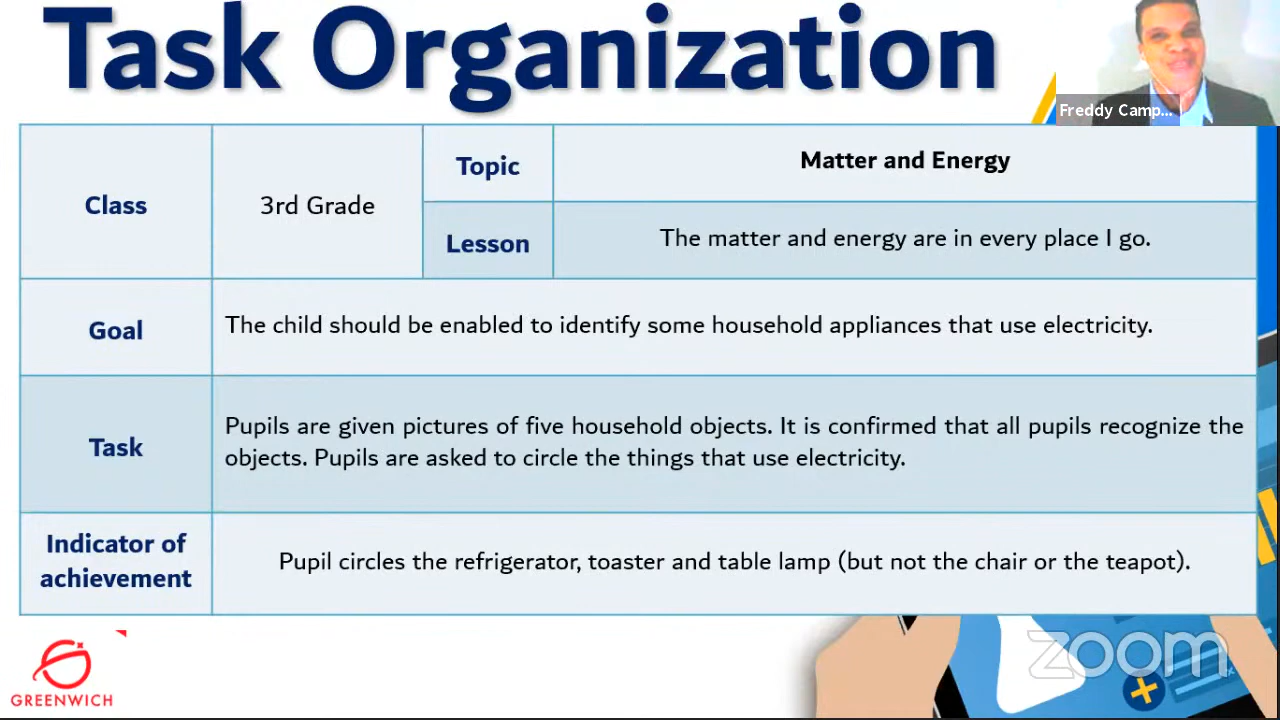 Task Organization
Freddy Camp...
Class
3rd Grade
Topic
Matter and Energy
Lesson
The matter and energy are in every place I go.
Goal
The child should be enabled to identify some household appliances that use electricity.
Task
Pupils are given pictures of five household objects. It is confirmed that all pupils recognize the
objects. Pupils are asked to circle the things that use electricity.
Indicator of
achievement
Pupil circles the refrigerator, toaster and table lamp (but not the chair or the teapot).
GREENWICH
zoom